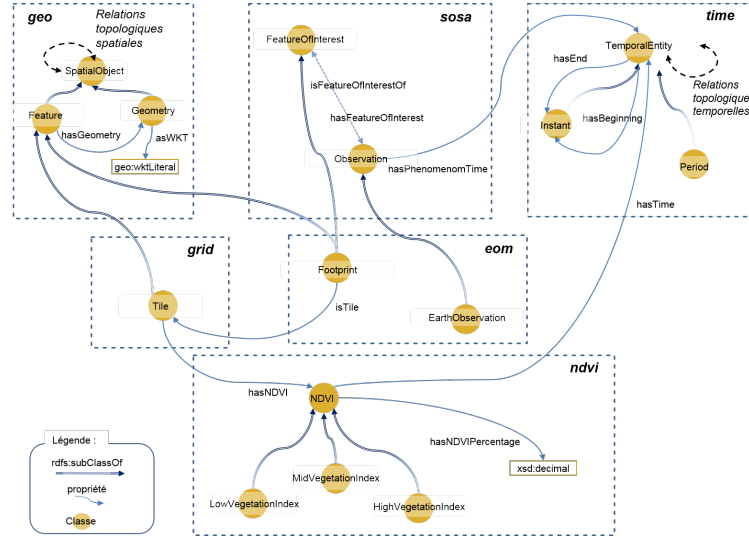 geo
Relations
topologiques
spatiales
SpatialObject
Feature
Geometry
hasGeometry
asWKT
geo:wktLiteral
sosa
FeatureOfInterest
isFeatureOfInterestOf
hasFeatureOfInterest
Observation
hasPhenomenomTime
time
TemporalEntity
hasEnd
Relations
topologique
temporelles
Instant
hasBeginning
Period
hasTime
grid
Tile
eom
Footprint
isTile
EarthObservation
ndvi
hasNDVI
NDVI
hasNDVIPercentage
xsd:decimal
MidVegetationIndex
LowVegetationIndex
HighVegetationIndex
Légende :
rdfs:subClassOf
propriété
Classe